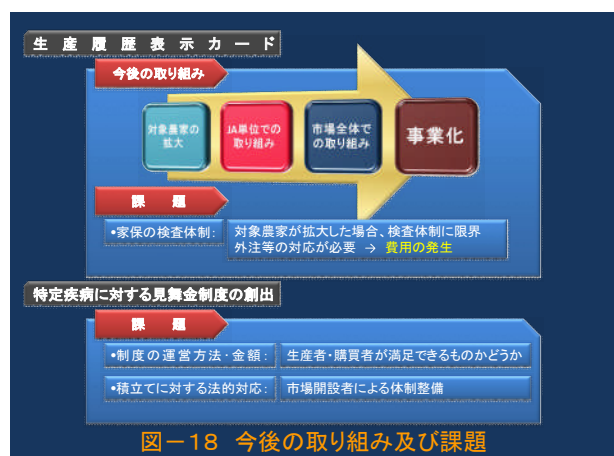 生産履歴表示カード
今後の取り組み
対象農家の
拡大
JA単位での
取り組み
市場全体で
の取り組み
事業化
課 題
•家保の検査体制:
対象農家が拡大した場合、検査体制に限界
外注等の対応が必要 → 費用の発生
特定疾病に対する見舞金制度の創出
課 題
•制度の運営方法・金額:
生産者・購買者が満足できるものかどうか
•積立てに対する法的対応:
市場開設者による体制整備
図－18 今後の取り組み及び課題